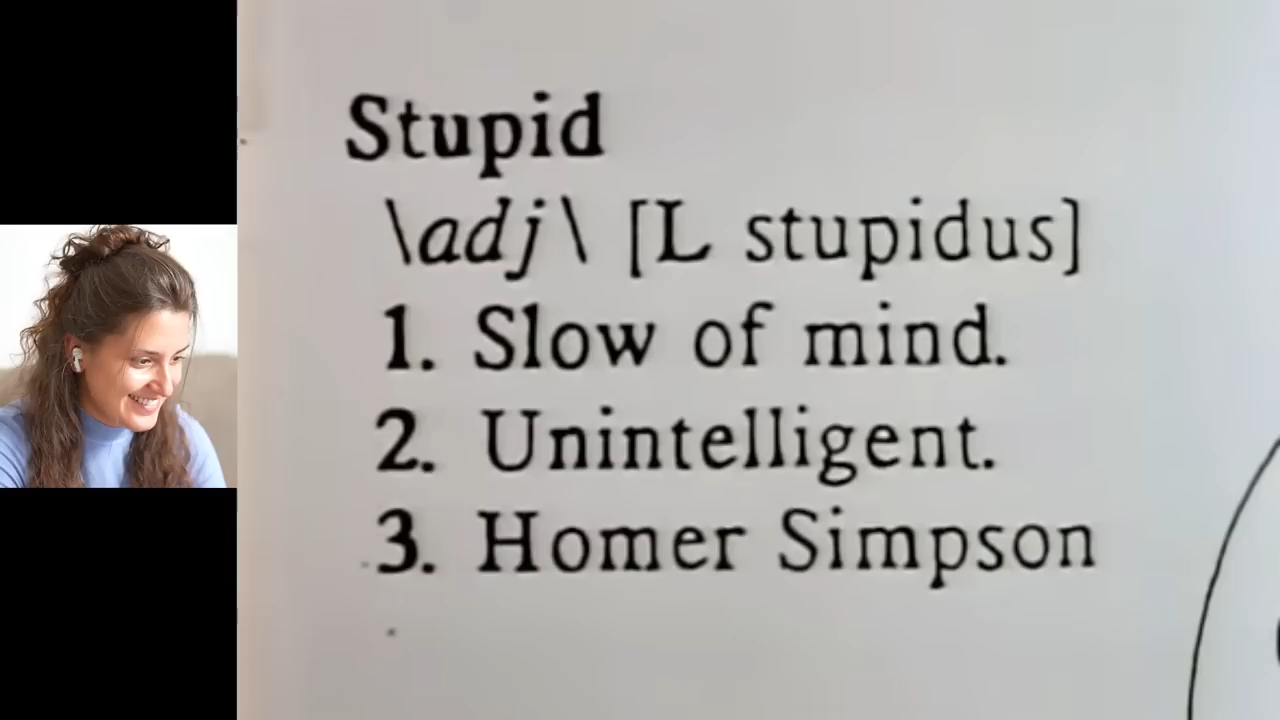 Stupid
\adj\ [L stupidus]
1. Slow of mind.
2. Unintelligent.
3. Homer Simpson